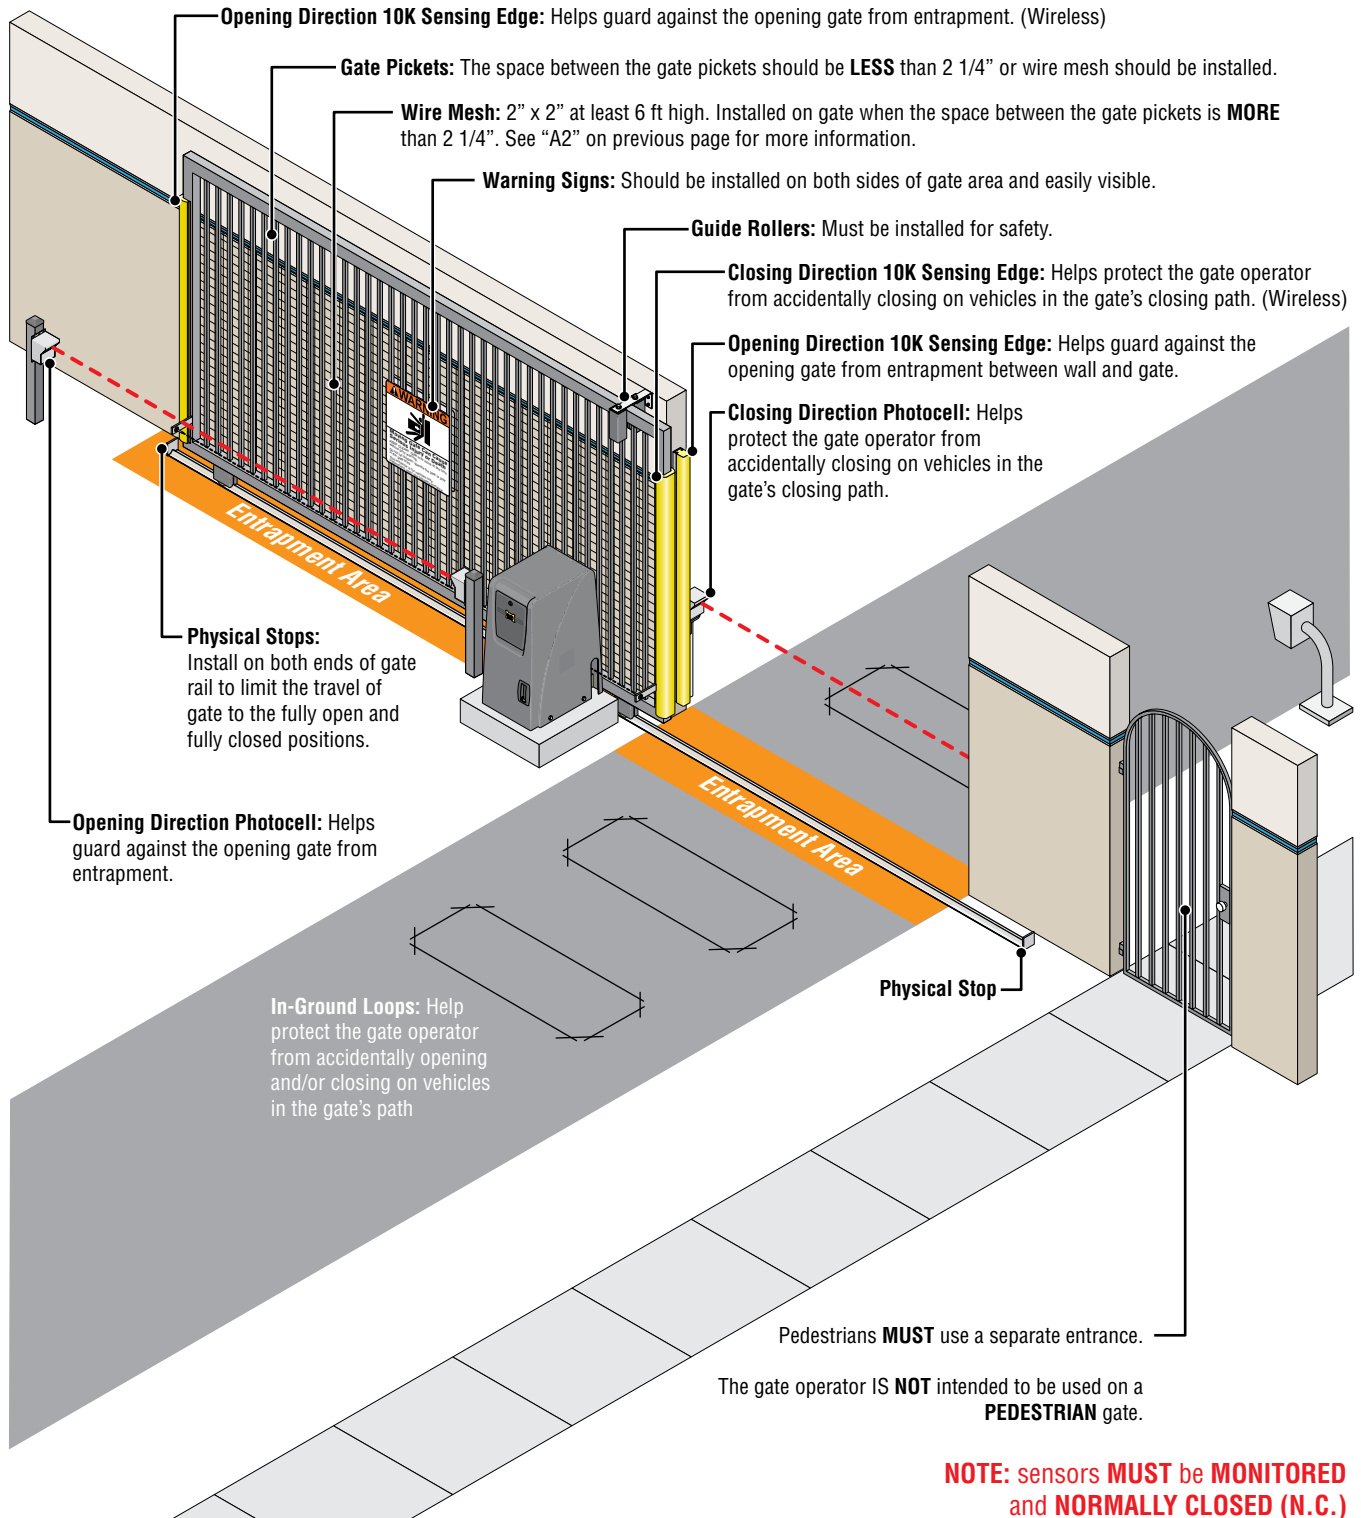 Opening Direction 10K Sensing Edge: Helps guard against the opening gate from entrapment. (Wireless)
Gate Pickets: The space between the gate pickets should be LESS than 2 1/4” or wire mesh should be installed.
Wire Mesh: 2” x 2” at least 6 ft high. Installed on gate when the space between the gate pickets is MORE
than 2 1/4”. See “A2” on previous page for more information.
Warning Signs: Should be installed on both sides of gate area and easily visible.
Guide Rollers: Must be installed for safety.
Closing Direction 10K Sensing Edge: Helps protect the gate operator
from accidentally closing on vehicles in the gate’s closing path. (Wireless)
Opening Direction 10K Sensing Edge: Helps guard against the
opening gate from entrapment between wall and gate.
Closing Direction Photocell: Helps
protect the gate operator from
accidentally closing on vehicles in the
gate’s closing path.
WARNING
Entrapment Area
Physical Stops:
Install on both ends of gate
rail to limit the travel of
gate to the fully open and
fully closed positions.
Opening Direction Photocell: Helps
guard against the opening gate from
entrapment.
Entrapment Area
Physical Stop
In-Ground Loops: Help
protect the gate operator
from accidentally opening
and/or closing on vehicles
in the gate’s path
Pedestrians MUST use a separate entrance.
The gate operator IS NOT intended to be used on a
PEDESTRIAN gate.
NOTE: sensors MUST be MONITORED
and NORMALLY CLOSED (N.C.)